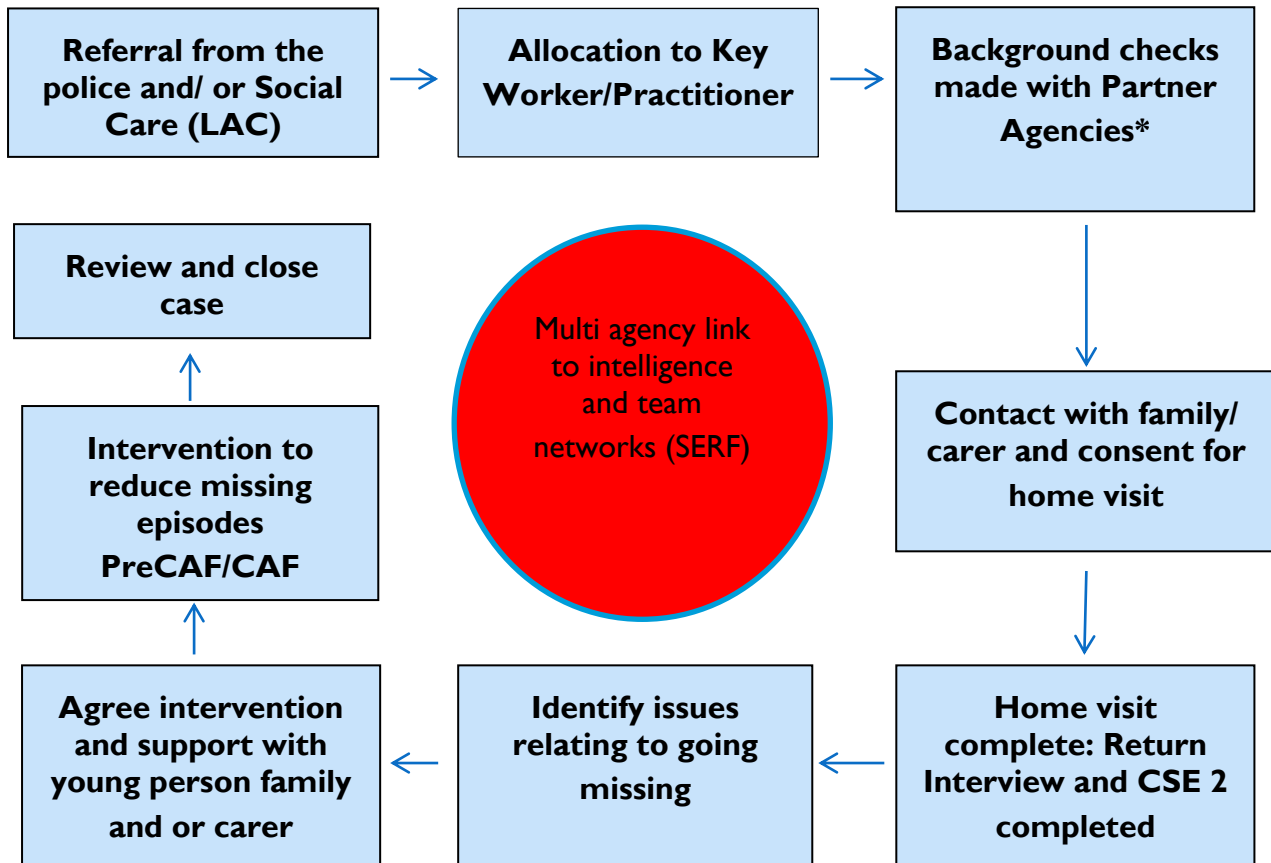 Referral from the
police and/ or Social
Care (LAC)
Allocation to Key
Worker/Practitioner
Background checks
made with Partner
Agencies*
Contact with family/
carer and consent for
home visit
Home visit
complete: Return
Interview and CSE 2
completed
Identify issues
relating to going
missing
Agree intervention
and support with
young person family
and or carer
Intervention to
reduce missing
episodes
PreCAF/CAF
Review and close
case
Multi agency link
to intelligence
and team
networks (SERF)